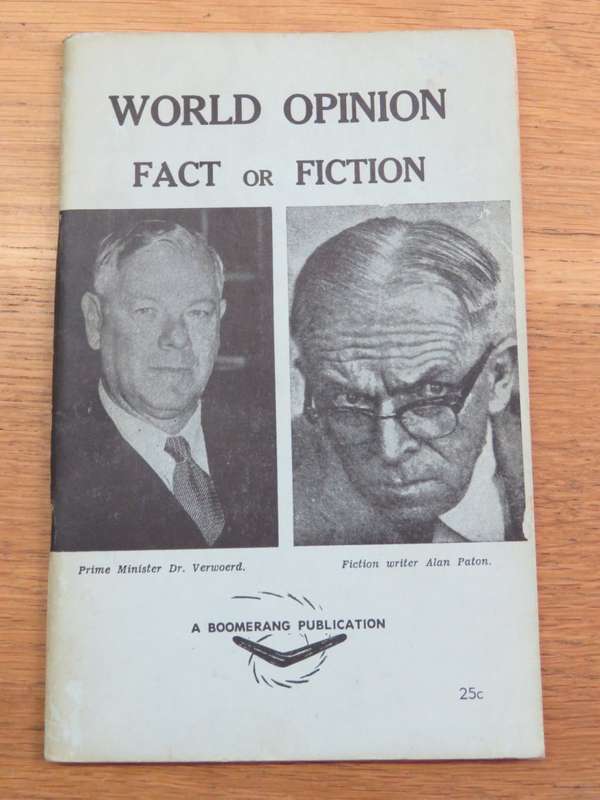 WORLD OPINION
FACT OR FICTION
Prime Minister Dr. Verwoerd.
Fiction writer Alan Paton.
A BOOMERANG PUBLICATION
25c